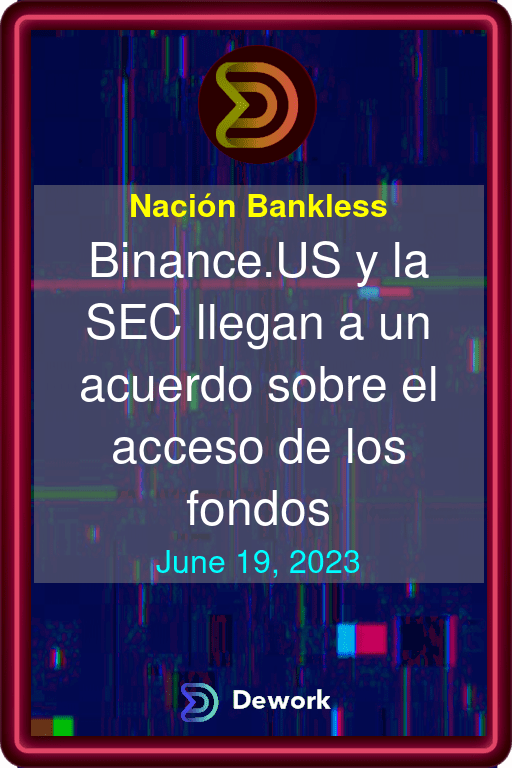 Nación Bankless
Binance.US y la
SEC llegan a un
acuerdo sobre el
acceso de los
fondos
June 19, 2023
Dework